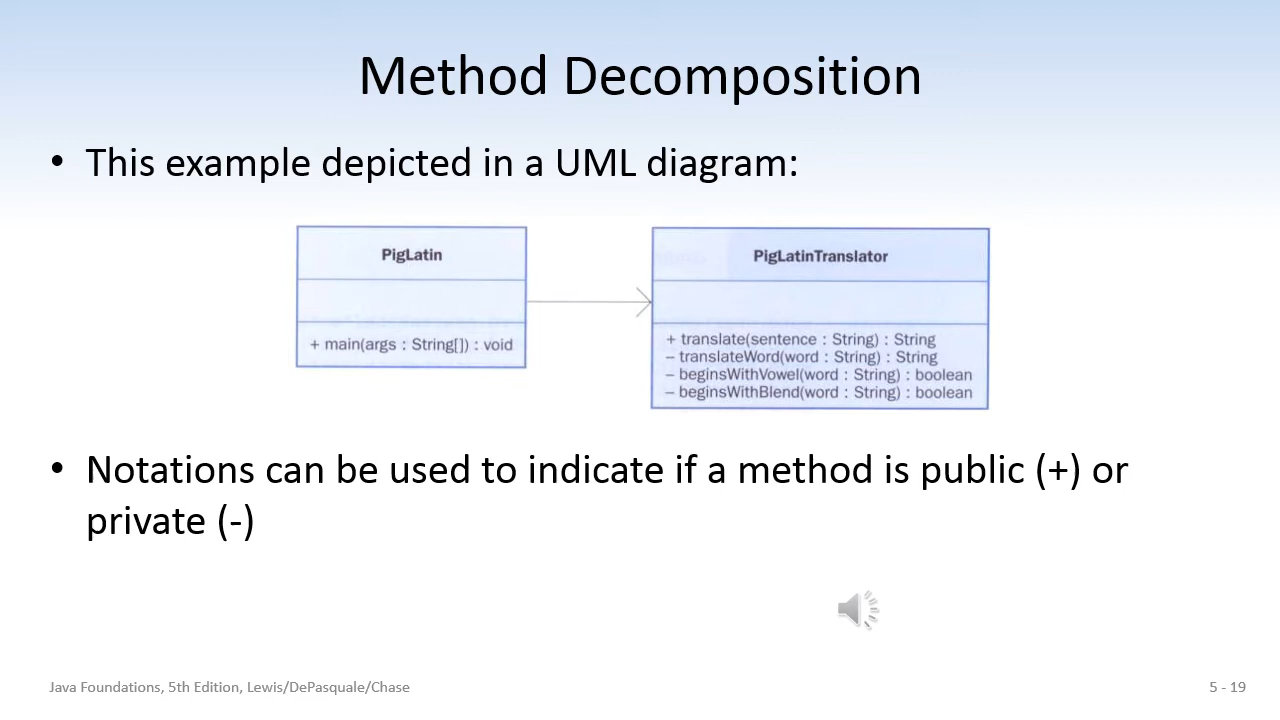 Method Decomposition
• This example depicted in a UML diagram:
PigLatin
+ main(args : String[]) : void
PigLatinTranslator
+ translate(sentence : String) : String
– translateWord(word : String) : String
– beginsWithVowel(word : String) : boolean
– beginsWithBlend(word : String) : boolean
• Notations can be used to indicate if a method is public (+) or
private (-)
Java Foundations, 5th Edition, Lewis/DePasquale/Chase
5 - 19